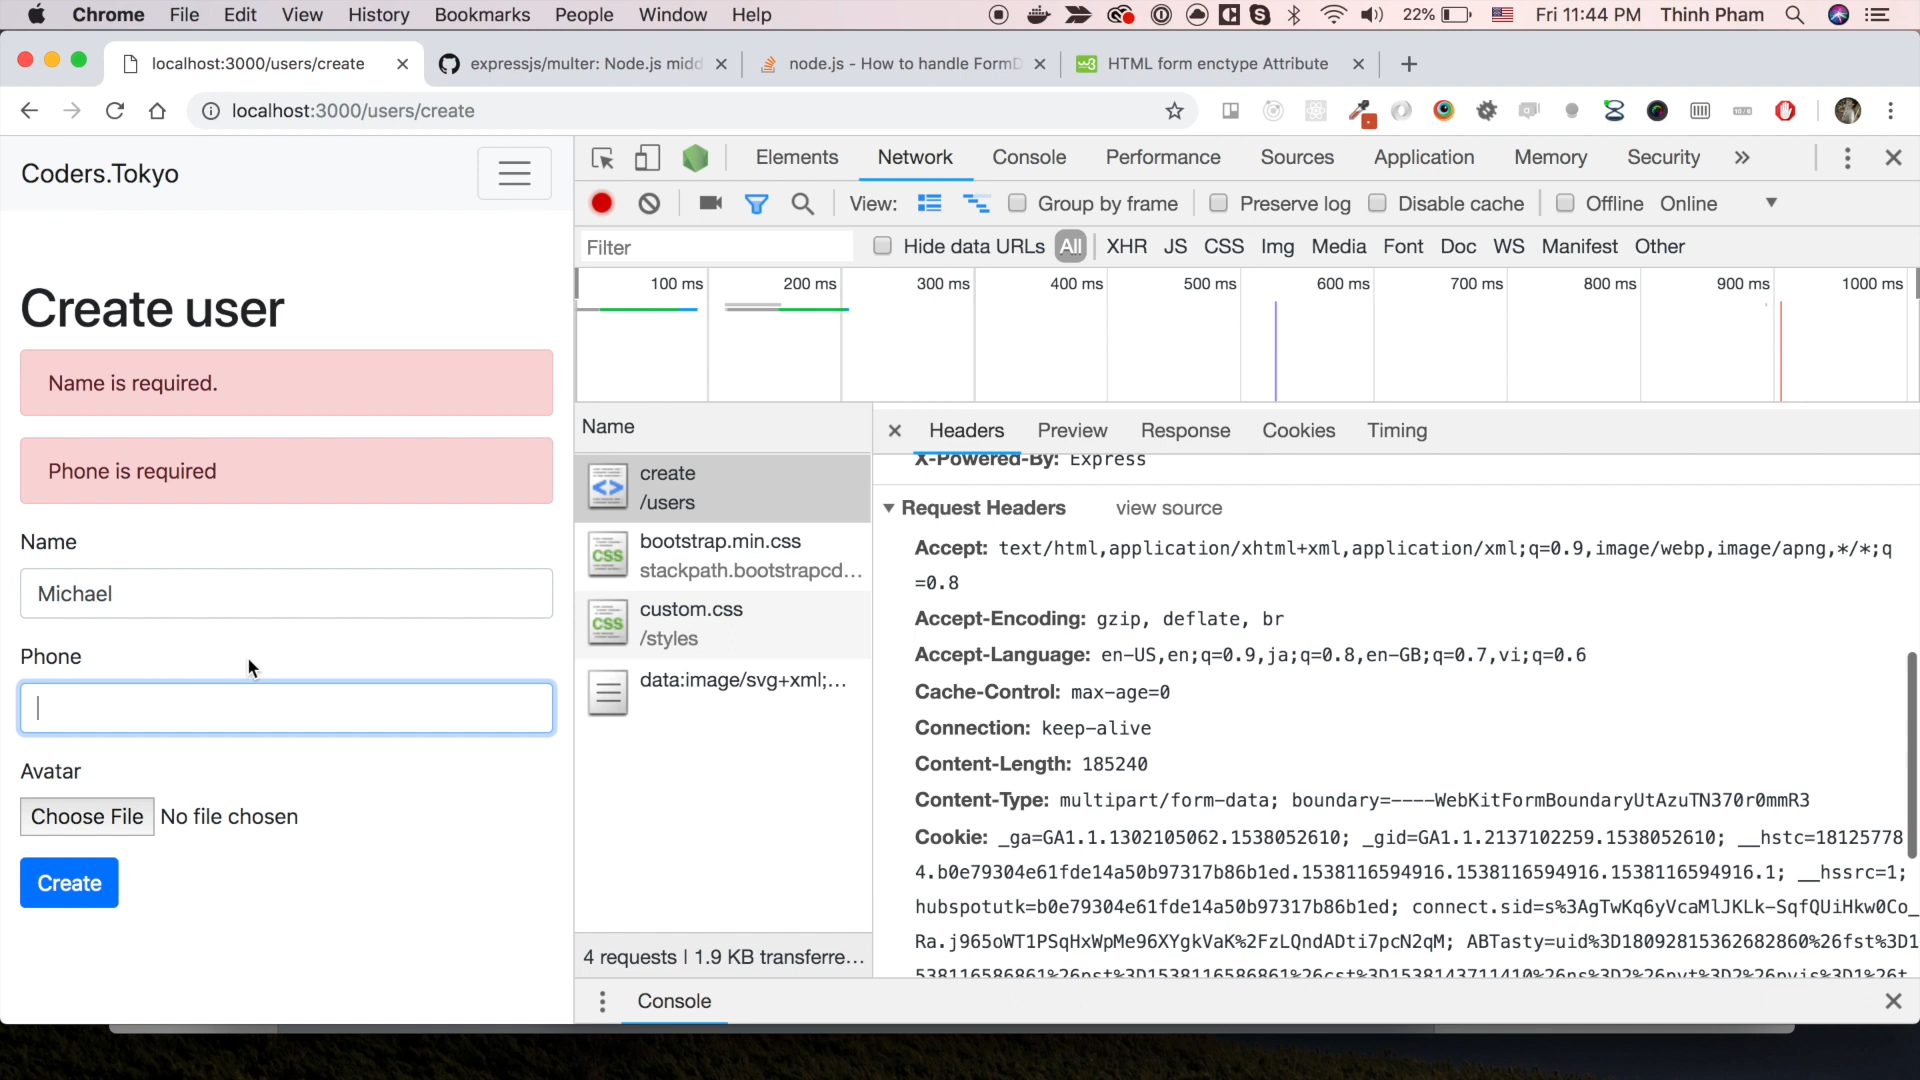 Chrome File Edit View History Bookmarks People Window Help 22% Fri 11:44 PM Thinh Pham
localhost:3000/users/create expressjs/multer: Node.js midd node.js - How to handle FormD HTML form enctype Attribute
localhost:3000/users/create
Coders.Tokyo
Create user
Name is required.
Phone is required
Name
Michael
Phone
Avatar
Choose File No file chosen
Create
Elements Network Console Performance Sources Application Memory Security
View: Group by frame Preserve log Disable cache Offline Online
Filter Hide data URLs All XHR JS CSS Img Media Font Doc WS Manifest Other
100 ms 200 ms 300 ms 400 ms 500 ms 600 ms 700 ms 800 ms 900 ms 1000 ms
Name
create
/users
bootstrap.min.css
stackpath.bootstrapcd...
custom.css
/styles
data:image/svg+xml;...
4 requests | 1.9 KB transferre...
Headers Preview Response Cookies Timing
X-Powered-By: Express
Request Headers view source
Accept: text/html,application/xhtml+xml,application/xml;q=0.9,image/webp,image/apng,*/*;q
=0.8
Accept-Encoding: gzip, deflate, br
Accept-Language: en-US,en;q=0.9,ja;q=0.8,en-GB;q=0.7,vi;q=0.6
Cache-Control: max-age=0
Connection: keep-alive
Content-Length: 185240
Content-Type: multipart/form-data; boundary=----WebKitFormBoundaryUtAzuTN370r0mmR3
Cookie: _ga=GA1.1.1302105062.1538052610; _gid=GA1.1.2137102259.1538052610; __hstc=18125778
4.b0e79304e61fde14a50b97317b86b1ed.1538116594916.1538116594916.1538116594916.1; __hssrc=1;
hubspotutk=b0e79304e61fde14a50b97317b86b1ed; connect.sid=s%3AgTwKq6yVcaMlJKLk-SqfQUiHkw0Co_
Ra.j965oWT1PSqHxWpMe96XYgkVaK%2FzLQndADti7pcN2qM; ABTasty=uid%3D18092815362682860%26fst%3D1
538116586861%26pst%3D1538116586861%26cst%3D1538143711410%26ns%3D2%26pvt%3D2%26pvis%3D1%26t
Console